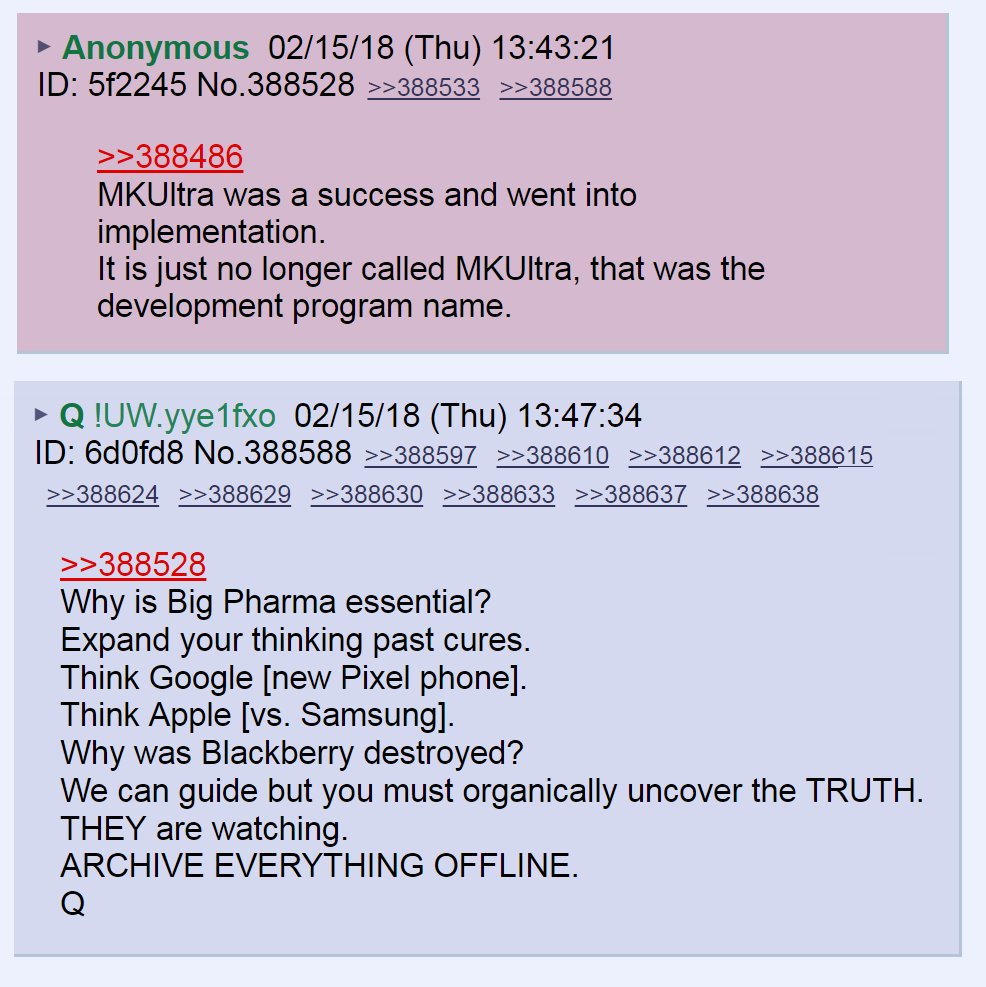 Anonymous 02/15/18 (Thu) 13:43:21
ID: 5f2245 No.388528 >>388533 >>388588
>>388486
MKUltra was a success and went into
implementation.
It is just no longer called MKUltra, that was the
development program name.
Q !UW.yye1fxo 02/15/18 (Thu) 13:47:34
ID: 6d0fd8 No.388588 >>388597 >>388610 >>388612 >>388615
>>388624 >>388629 >>388630 >>388633 >>388637 >>388638
>>388528
Why is Big Pharma essential?
Expand your thinking past cures.
Think Google [new Pixel phone].
Think Apple [vs. Samsung].
Why was Blackberry destroyed?
We can guide but you must organically uncover the TRUTH.
THEY are watching.
ARCHIVE EVERYTHING OFFLINE.
Q